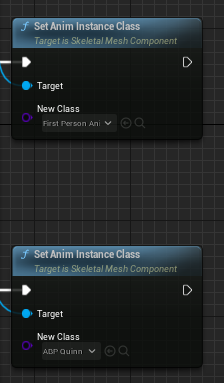 Set Anim Instance Class
Target is Skeletal Mesh Component
Target
New Class
First Person Ani
Set Anim Instance Class
Target is Skeletal Mesh Component
Target
New Class
ABP Quinn